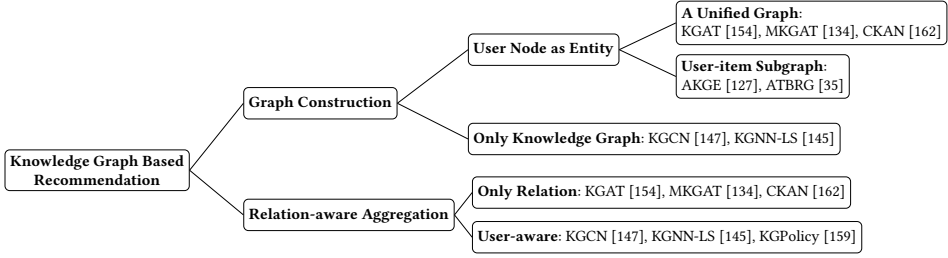 Knowledge Graph Based
Recommendation
Graph Construction
User Node as Entity
A Unified Graph:
KGAT [154], MKGAT [134], CKAN [162]
User-item Subgraph:
AKGE [127], ATBRG [35]
Only Knowledge Graph: KGCN [147], KGNN-LS [145]
Relation-aware Aggregation
Only Relation: KGAT [154], MKGAT [134], CKAN [162]
User-aware: KGCN [147], KGNN-LS [145], KGPolicy [159]